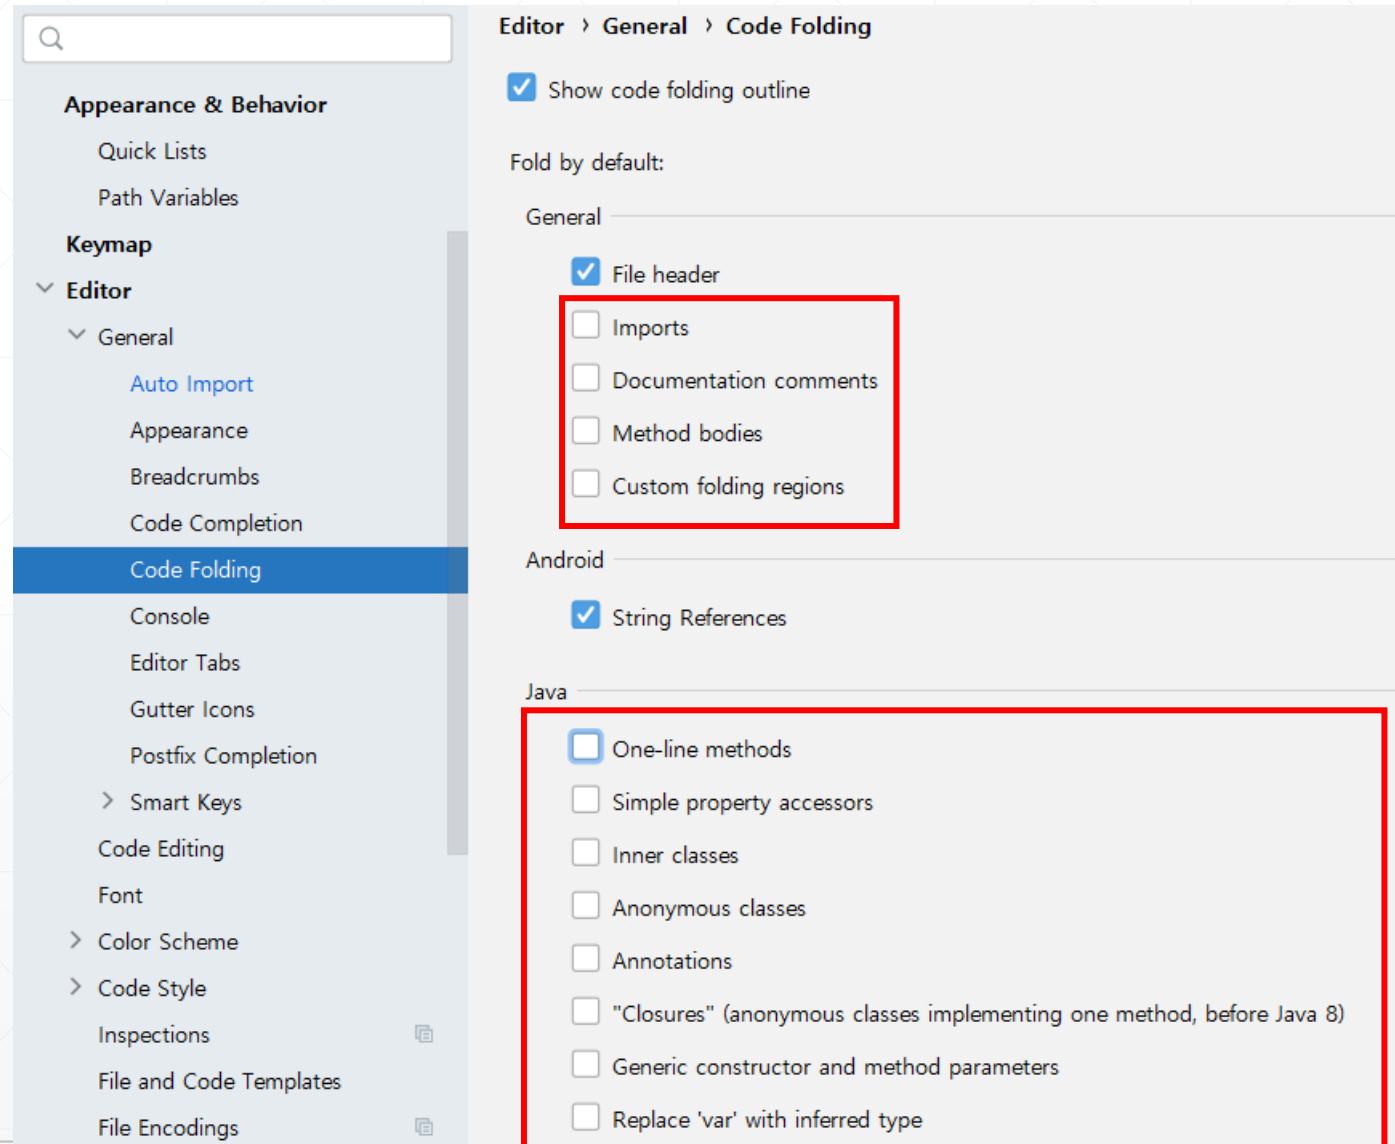 Appearance & Behavior
Quick Lists
Path Variables
Keymap
Editor
General
Auto Import
Appearance
Breadcrumbs
Code Completion
Code Folding
Console
Editor Tabs
Gutter Icons
Postfix Completion
Smart Keys
Code Editing
Font
Color Scheme
Code Style
Inspections
File and Code Templates
File Encodings
Editor › General › Code Folding
Show code folding outline
Fold by default:
General
File header
Imports
Documentation comments
Method bodies
Custom folding regions
Android
String References
Java
One-line methods
Simple property accessors
Inner classes
Anonymous classes
Annotations
"Closures" (anonymous classes implementing one method, before Java 8)
Generic constructor and method parameters
Replace 'var' with inferred type